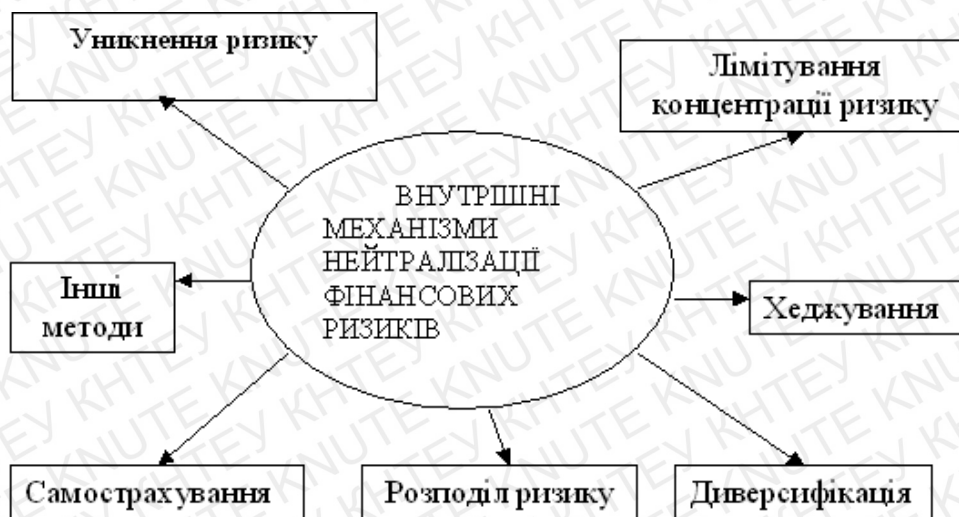 Уникнення ризику
Лімітування
концентрації ризику
ВНУТРІШНІ
МЕХАНІЗМИ
НЕЙТРАЛІЗАЦІЇ
ФІНАНСОВИХ
РИЗИКІВ
Інші
методи
Хеджування
Самострахування
Розподіл ризику
Диверсифікація